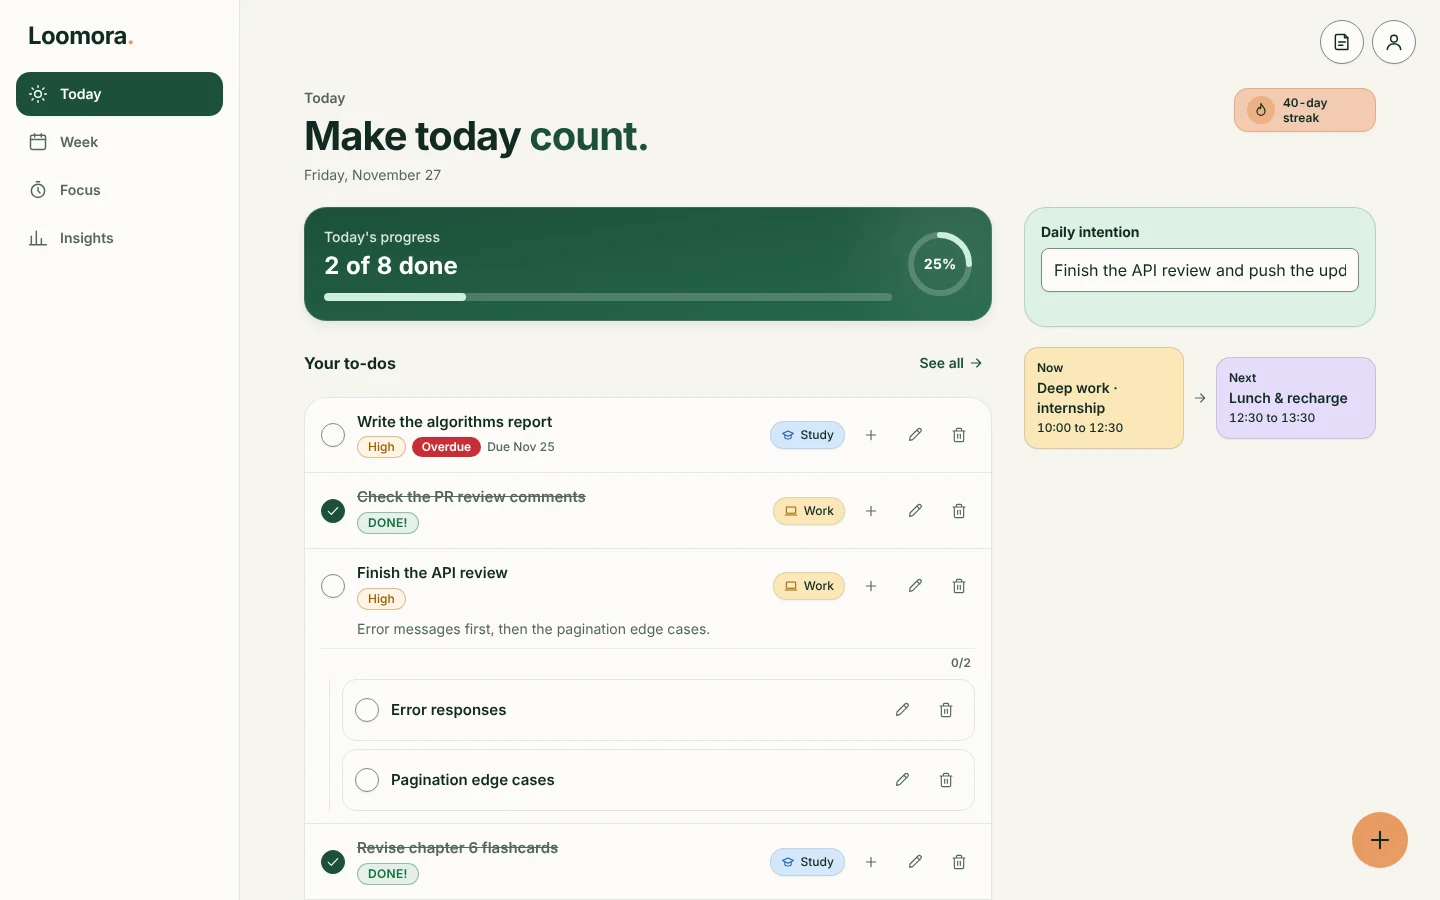 Loomora.
Today
Week
Focus
Insights
Today
Make today count.
Friday, November 27
40-day
streak
Today's progress
2 of 8 done
25%
Daily intention
Finish the API review and push the upd
Your to-dos
See all →
Now
Deep work ·
internship
10:00 to 12:30
→
Next
Lunch & recharge
12:30 to 13:30
Write the algorithms report
High Overdue Due Nov 25
Study
Check the PR review comments
DONE!
Work
Finish the API review
High
Work
Error messages first, then the pagination edge cases.
0/2
Error responses
Pagination edge cases
Revise chapter 6 flashcards
DONE!
Study